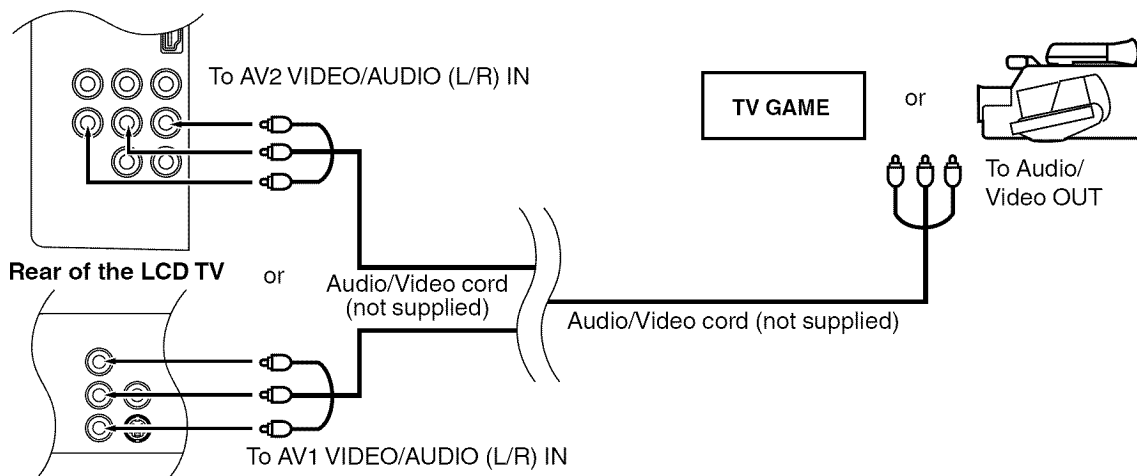 To AV2 VIDEO/AUDIO (L/R) IN
TV GAME
or
To Audio/
Video OUT
Rear of the LCD TV
or
Audio/Video cord
(not supplied)
Audio/Video cord (not supplied)
To AV1 VIDEO/AUDIO (L/R) IN